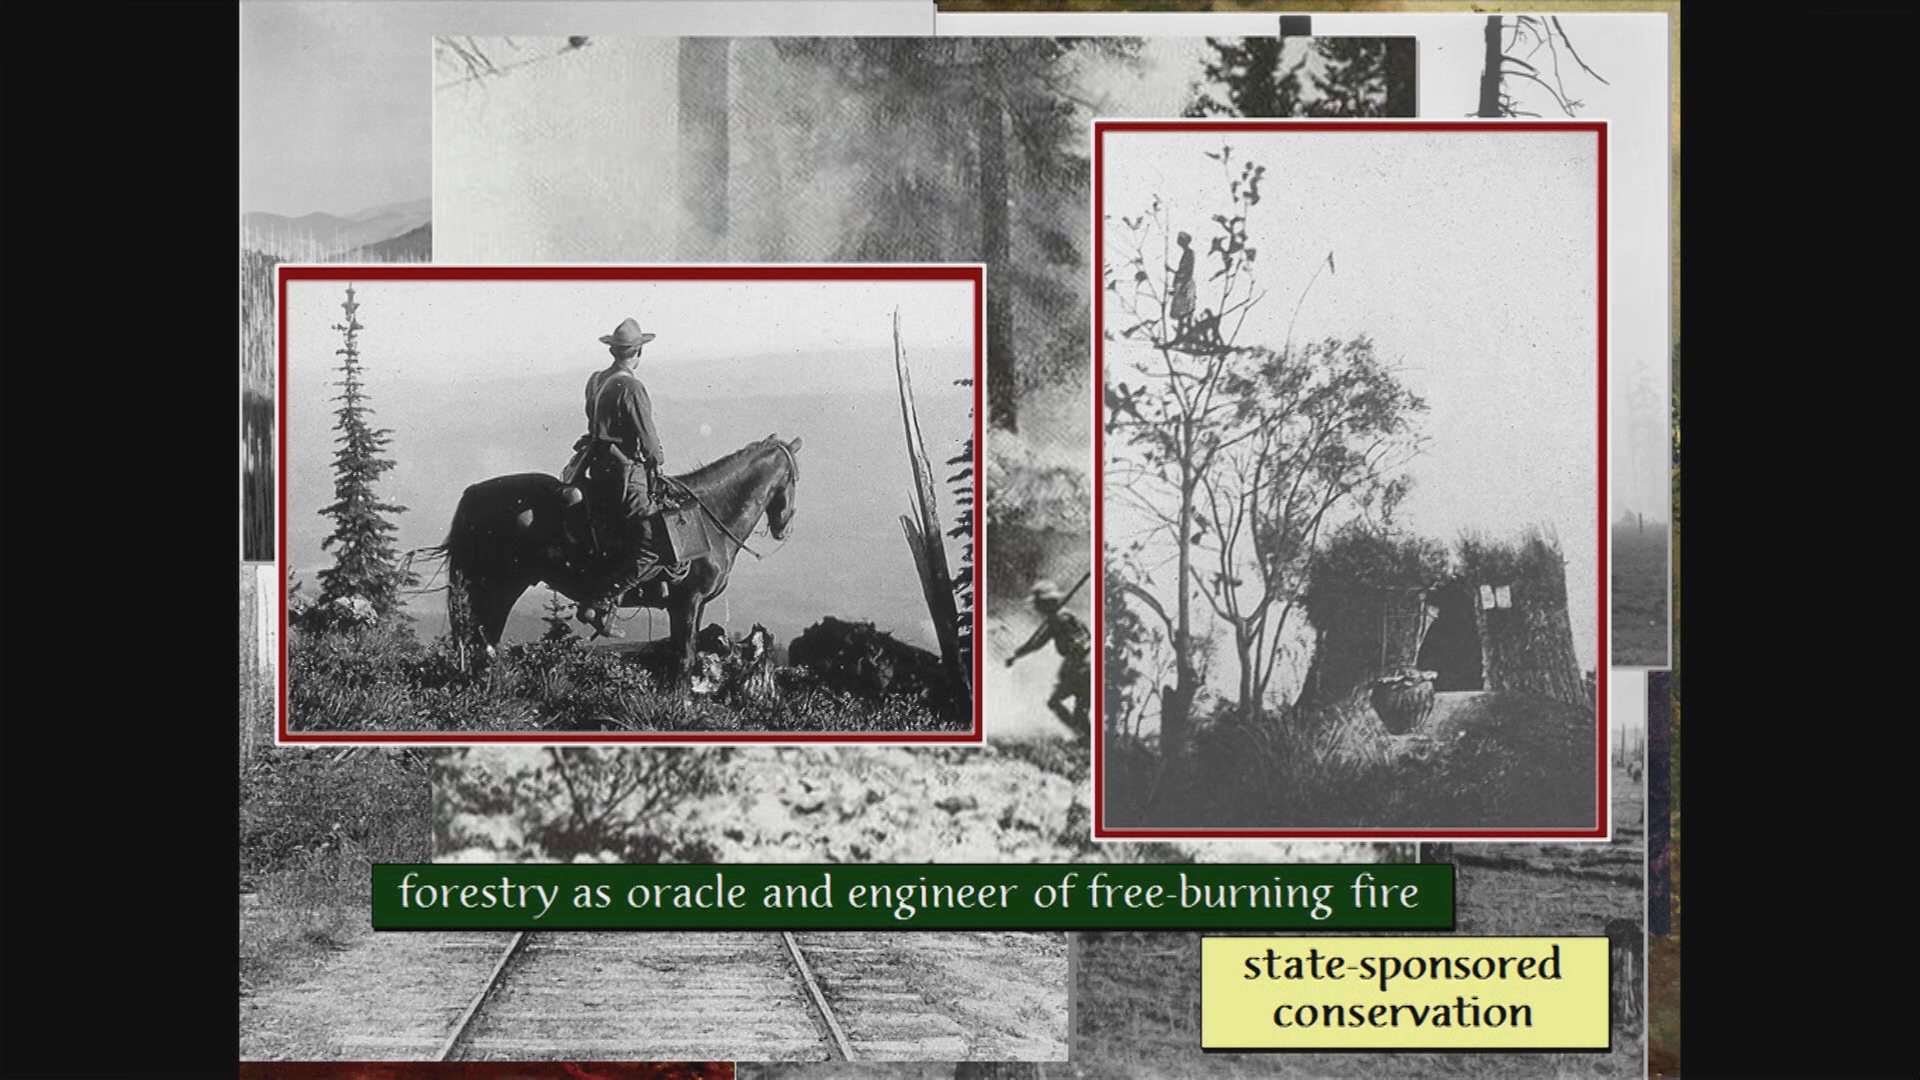 forestry as oracle and engineer of free-burning fire
state-sponsored
conservation